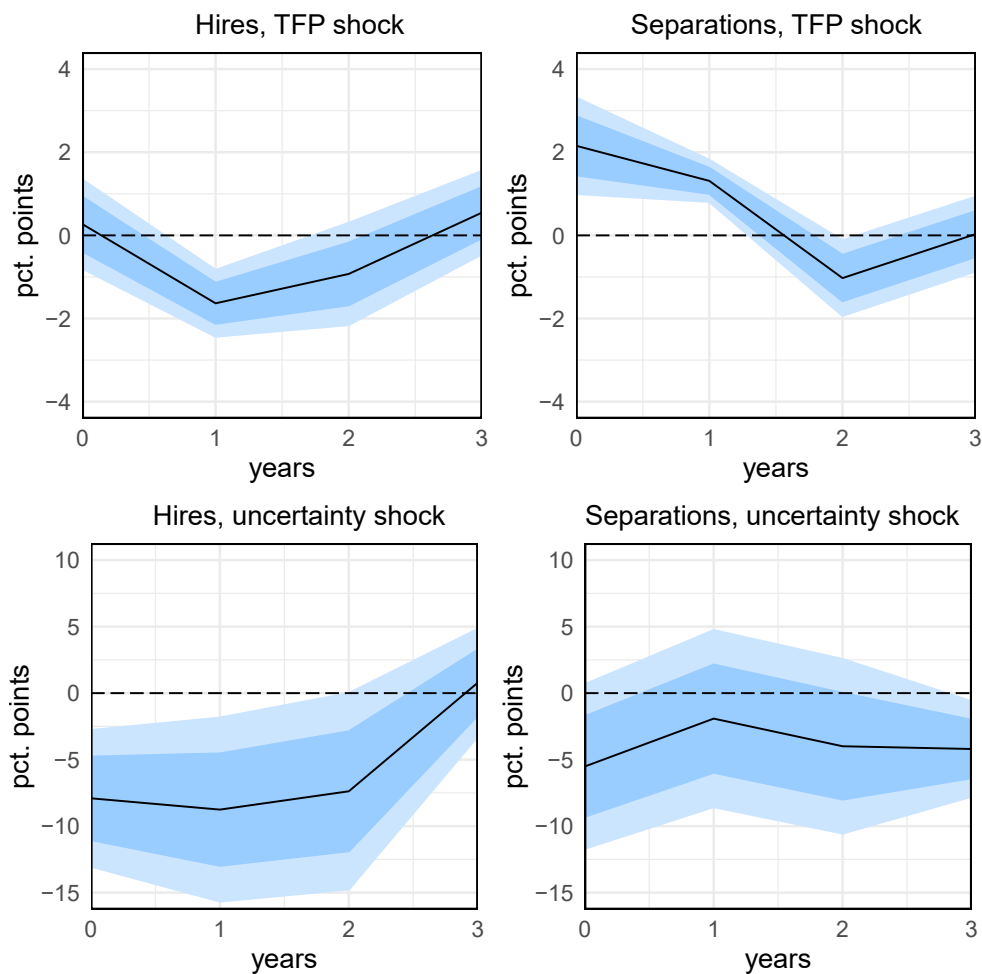 Hires, TFP shock
4
2
0
−2
−4
pct. points
0 1 2 3
years
Separations, TFP shock
4
2
0
−2
−4
pct. points
0 1 2 3
years
Hires, uncertainty shock
10
5
0
−5
−10
−15
pct. points
0 1 2 3
years
Separations, uncertainty shock
10
5
0
−5
−10
−15
pct. points
0 1 2 3
years